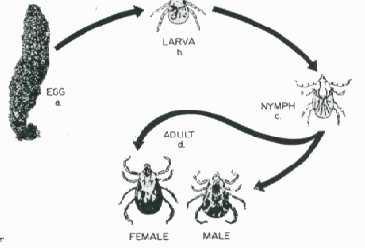 LARVA
b.
EGG
a.
NYMPH
c.
ADULT
d.
FEMALE MALE